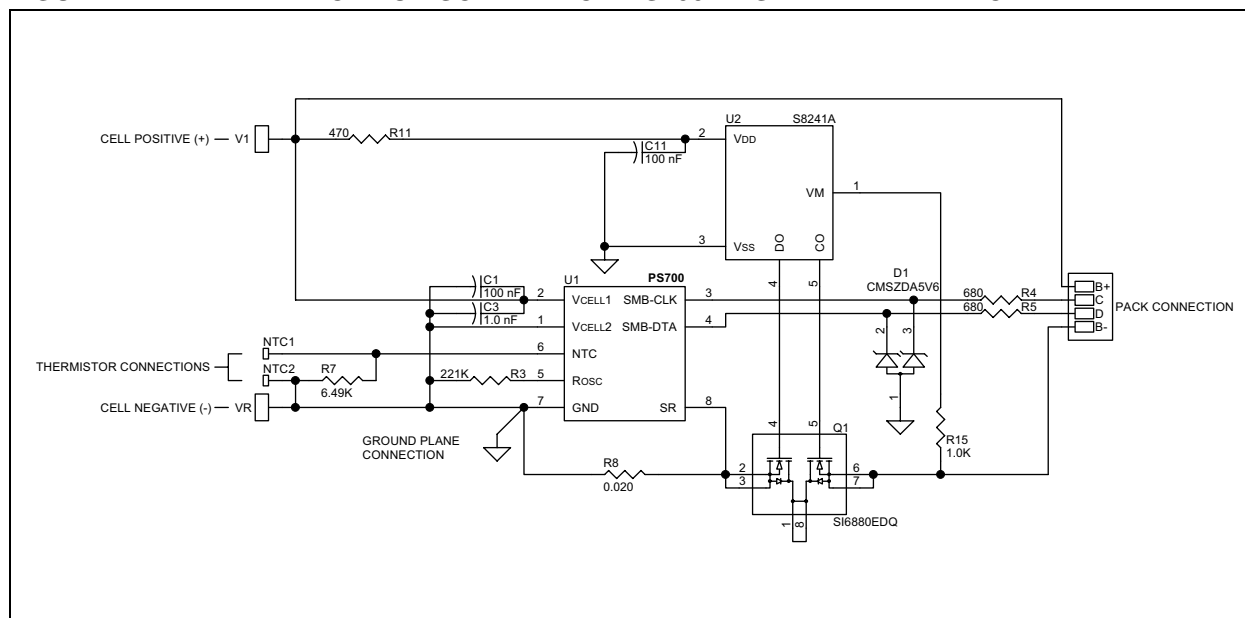 U2
S8241A
CELL POSITIVE (+)
V1
470
R11
2
VDD
C11
100 nF
VM
1
3
VSS
DO
CO
4
5
D1
CMSZDA5V6
U1
PS700
C1
100 nF
C3
1.0 nF
2
VCELL1
SMB-CLK
3
680
R4
1
VCELL2
SMB-DTA
4
680
R5
B+
C
D
B-
PACK CONNECTION
2
3
1
THERMISTOR CONNECTIONS
NTC1
NTC2
6
NTC
R7
6.49K
221K
R3
5
ROSC
CELL NEGATIVE (-)
VR
7
GND
SR
8
GROUND PLANE
CONNECTION
R8
0.020
4
5
Q1
2
3
6
7
1
8
SI6880EDQ
R15
1.0K